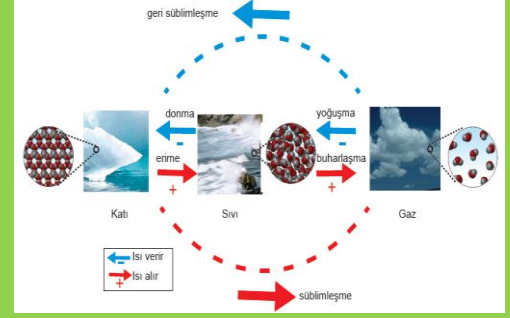 geri süblimleşme
donma
yoğuşma
-
-
erime
buharlaşma
+
+
Katı
Sıvı
Gaz
Isı verir
-
Isı alır
+
süblimleşme